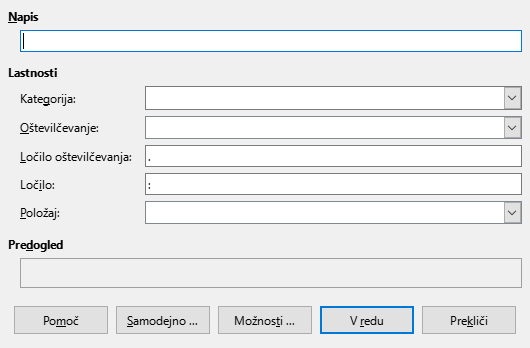 Napis
Lastnosti
Kategorija:
Oštevilčevanje:
Ločilo oštevilčevanja: .
Ločilo: :
Položaj:
Predogled
Pomoč Samodejno ... Možnosti ... V redu Prekliči